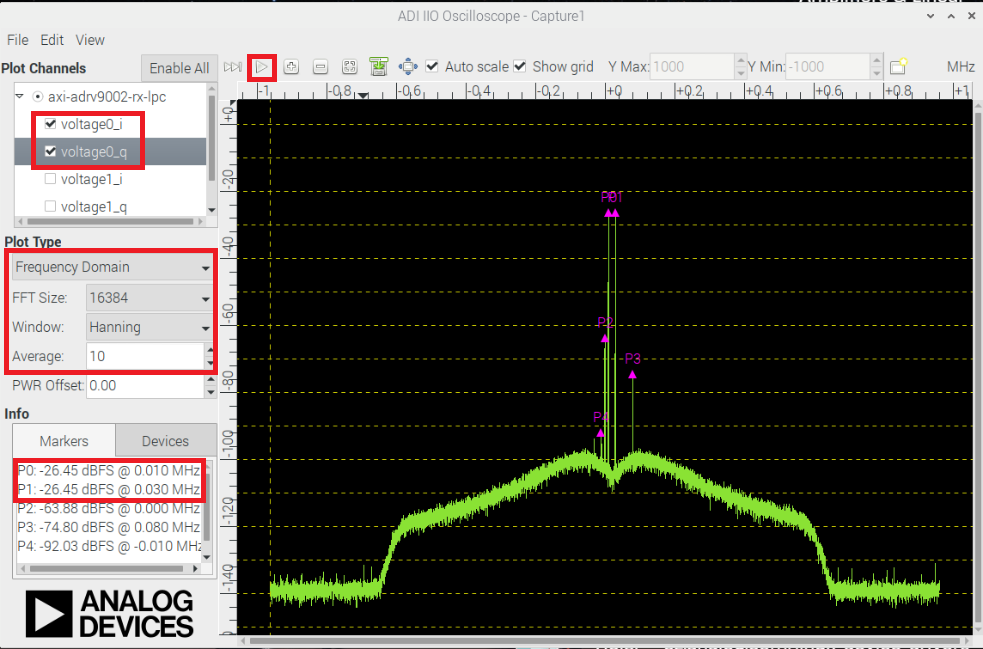 ADI IIO Oscilloscope - Capture1
File Edit View
Plot Channels Enable All Auto scale Show grid Y Max: 1000 Y Min: -1000 MHz
axi-adrv9002-rx-lpc
voltage0_i
voltage0_q
voltage1_i
voltage1_q
-1 -0.8 -0.6 -0.4 -0.2 +0 +0.2 +0.4 +0.6 +0.8 +1
+0
-20
-40
-60
-80
-100
-120
-140
P1
P3
Plot Type
Frequency Domain
FFT Size: 16384
Window: Hanning
Average: 10
PWR Offset: 0.00
Info
Markers Devices
P0: -26.45 dBFS @ 0.010 MHz
P1: -26.45 dBFS @ 0.030 MHz
P2: -63.88 dBFS @ 0.000 MHz
P3: -74.80 dBFS @ 0.080 MHz
P4: -92.03 dBFS @ -0.010 MHz
ANALOG
DEVICES